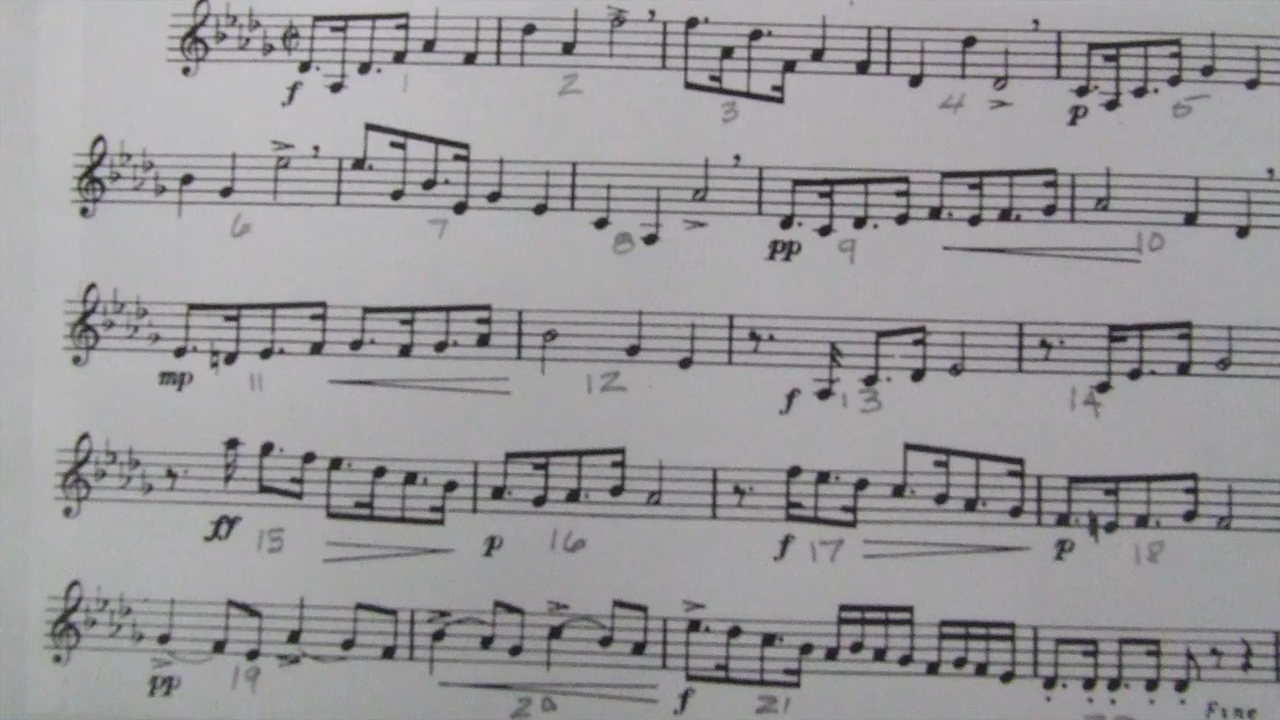 f 1 2 3 4 p 5
6 7 8 pp 9 10
mp 11 12 f 13 14
ff 15 p 16 f 17 p 18
pp 19 20 f 21 Fine